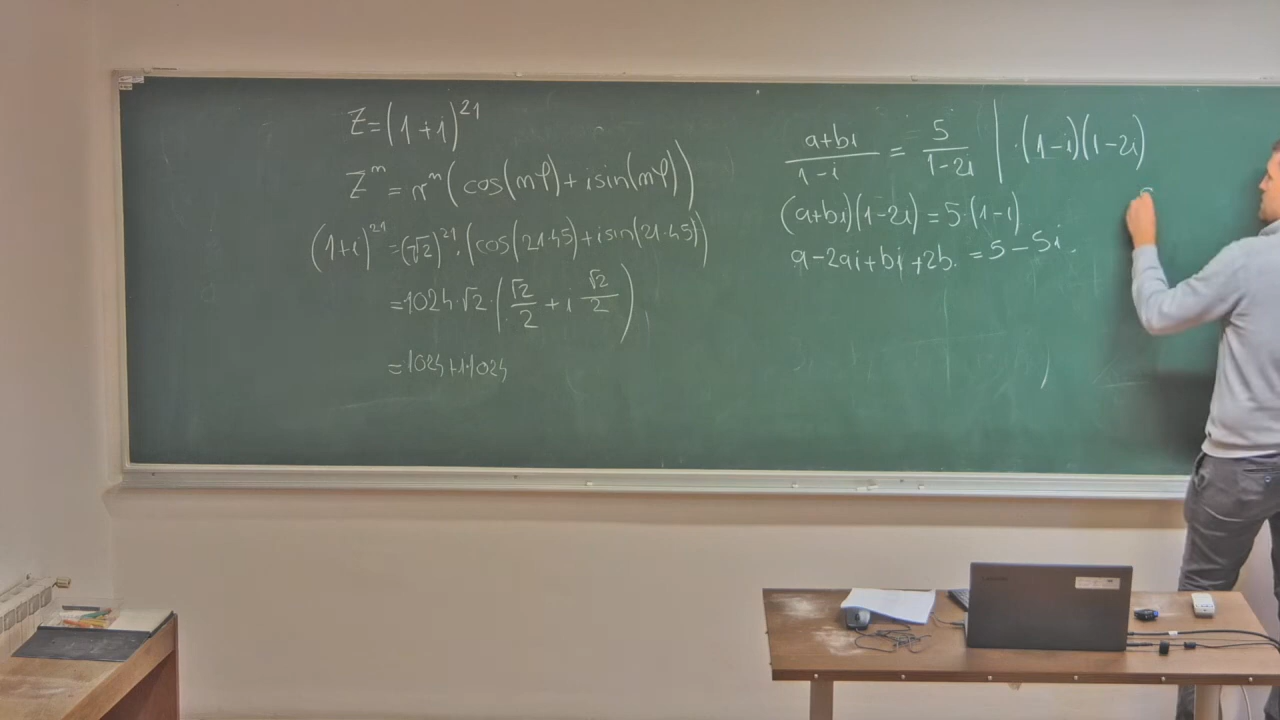 Z=(1+i)^21
Z^n=r^n(cos(nφ)+isin(nφ))
(1+i)^21=(√2)^21·(cos(21·45)+isin(21·45))
=1024·√2·(√2/2+i √2/2)
=1024+i·1024
(a+bi)/(1-i) = 5/(1-2i) | ·(1-i)(1-2i)
(a+bi)(1-2i)=5·(1-i)
a-2ai+bi+2b=5-5i